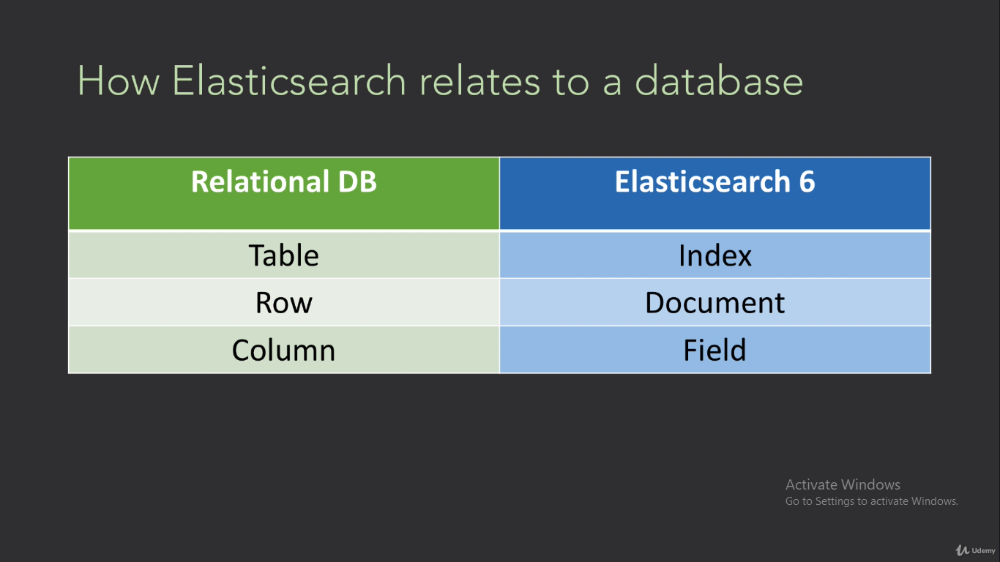 How Elasticsearch relates to a database
Relational DB
Elasticsearch 6
Table
Index
Row
Document
Column
Field
Activate Windows
Go to Settings to activate Windows.
Udemy